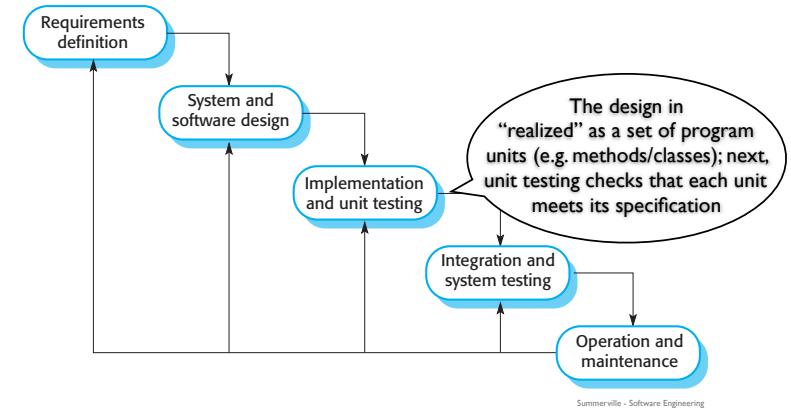 Requirements
definition
System and
software design
The design in
“realized” as a set of program
units (e.g. methods/classes); next,
unit testing checks that each unit
meets its specification
Implementation
and unit testing
Integration and
system testing
Operation and
maintenance
Summerville - Software Engineering